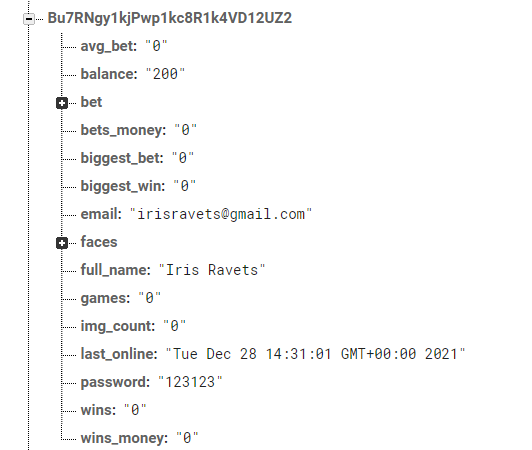 Bu7RNgy1kjPwp1kc8R1k4VD12UZ2
avg_bet: "0"
balance: "200"
bet
bets_money: "0"
biggest_bet: "0"
biggest_win: "0"
email: "irisravets@gmail.com"
faces
full_name: "Iris Ravets"
games: "0"
img_count: "0"
last_online: "Tue Dec 28 14:31:01 GMT+00:00 2021"
password: "123123"
wins: "0"
wins_money: "0"